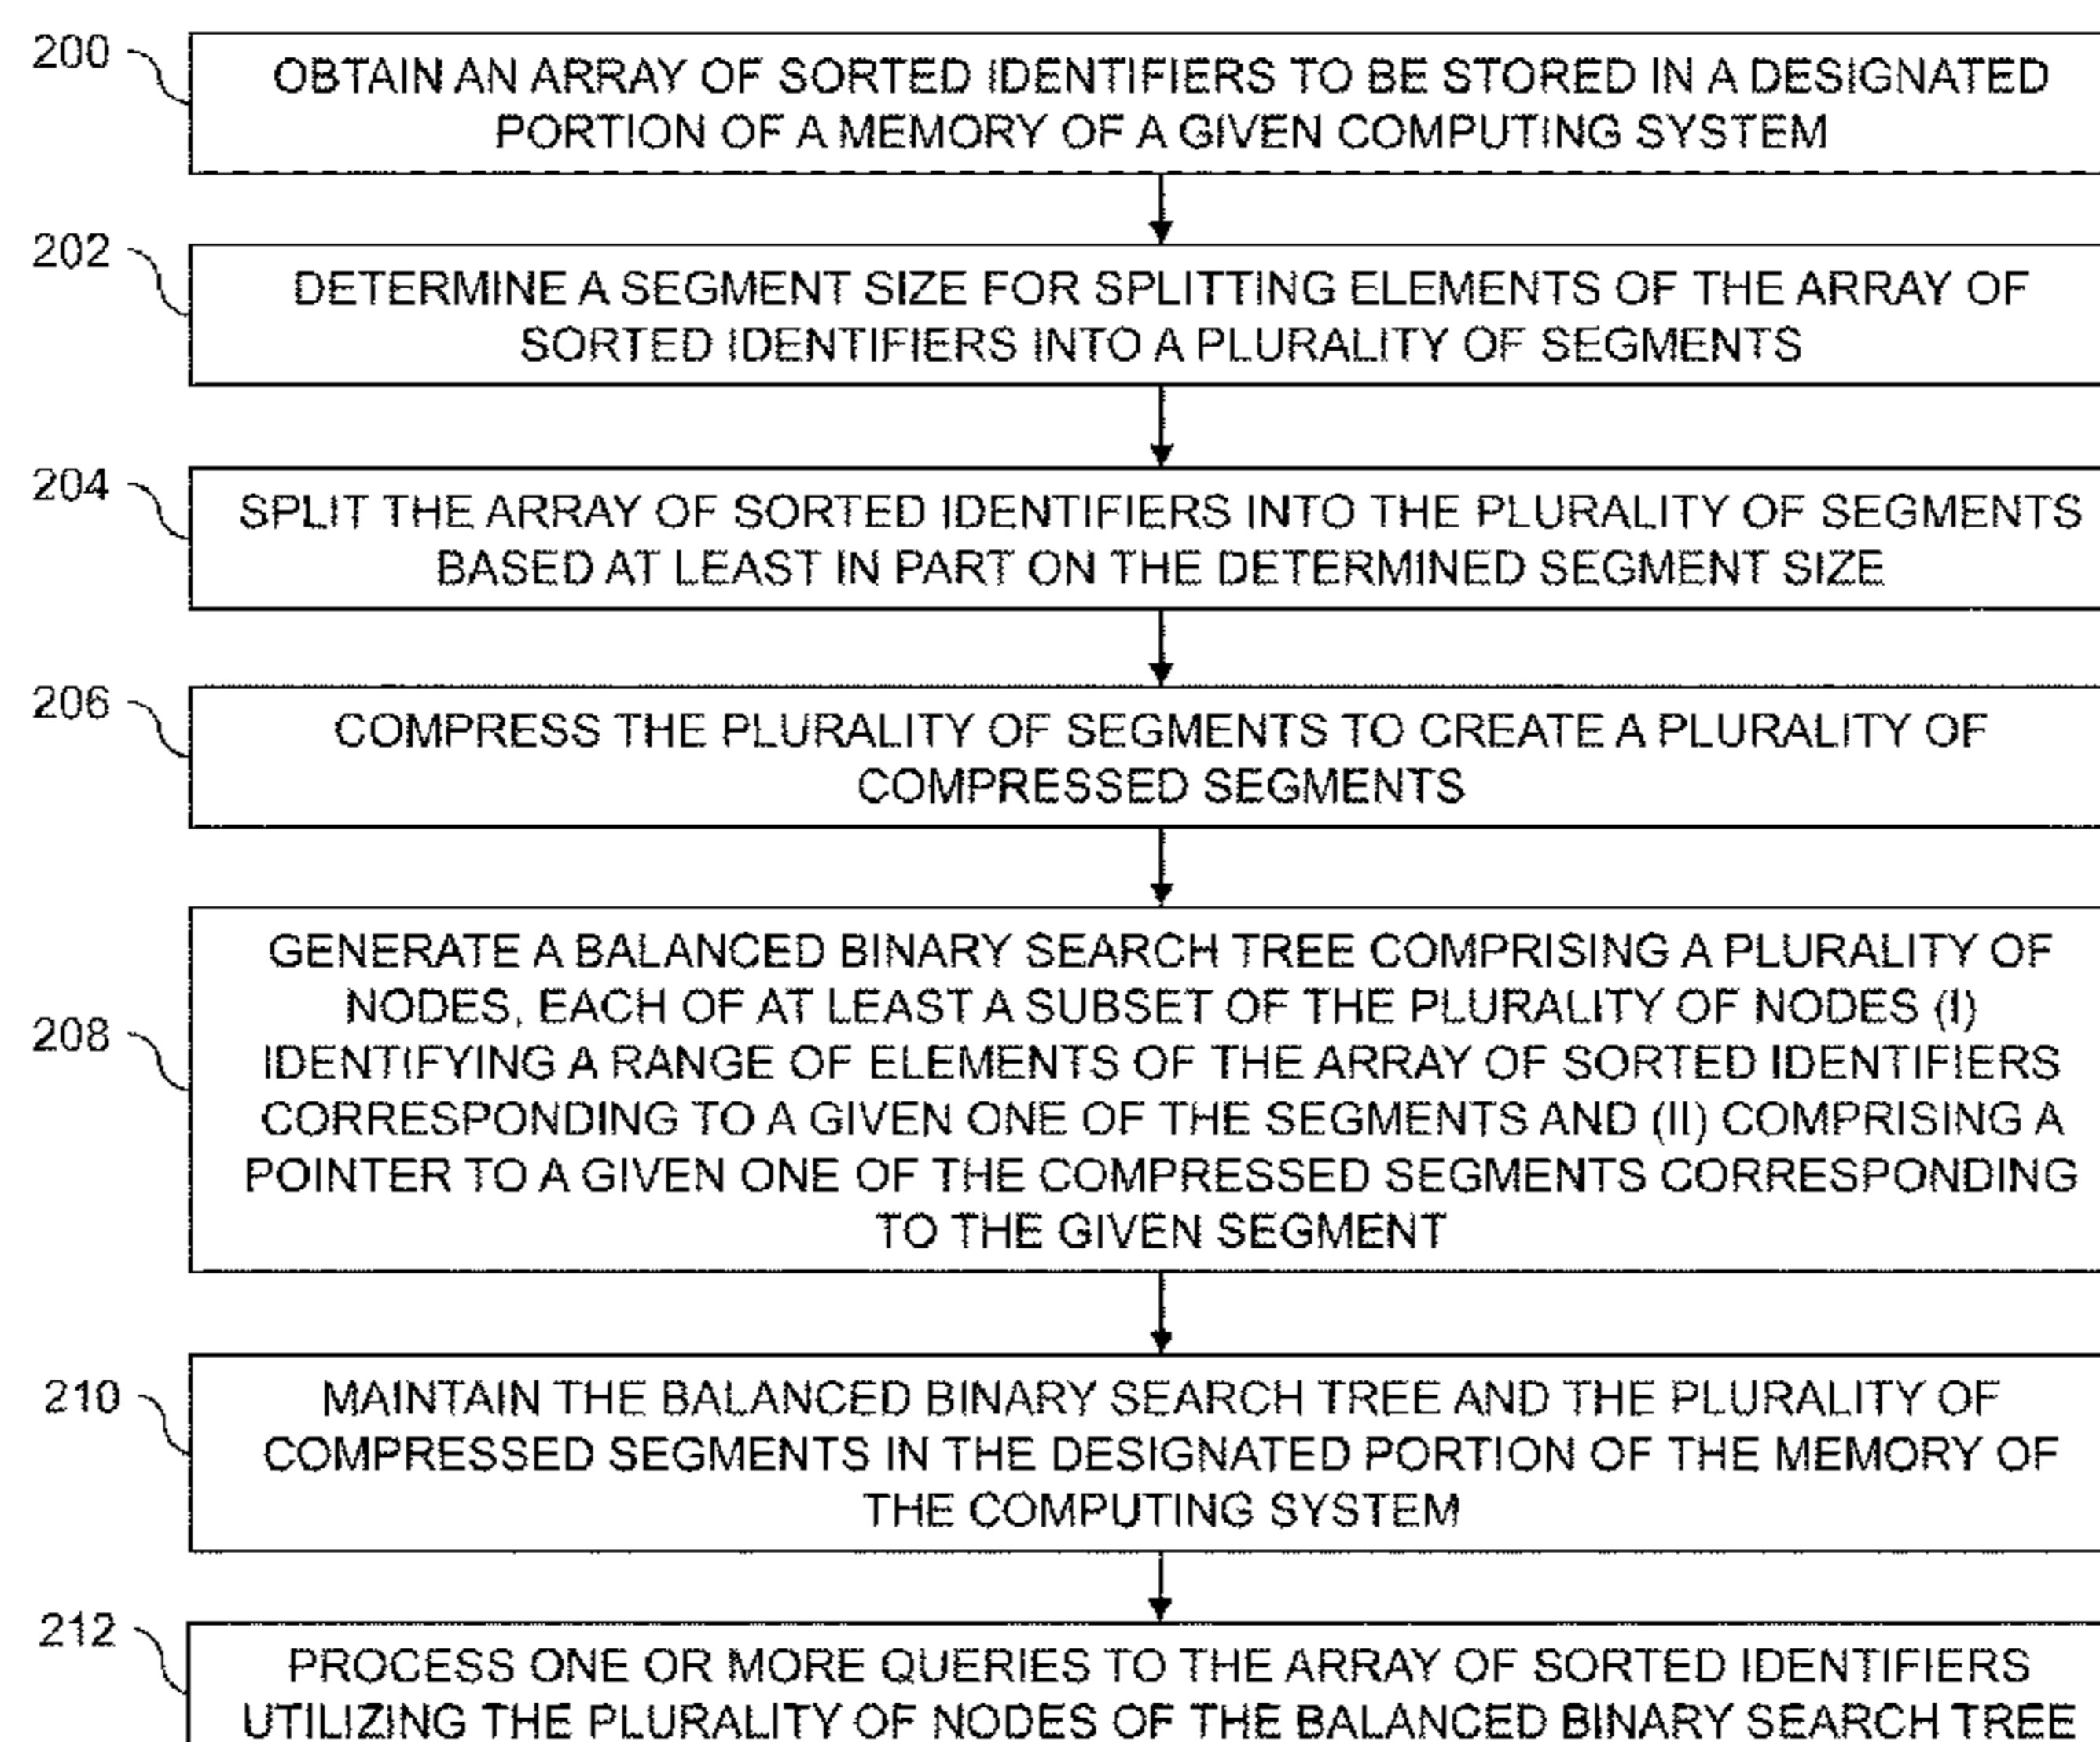 200
OBTAIN AN ARRAY OF SORTED IDENTIFIERS TO BE STORED IN A DESIGNATED
PORTION OF A MEMORY OF A GIVEN COMPUTING SYSTEM
202
DETERMINE A SEGMENT SIZE FOR SPLITTING ELEMENTS OF THE ARRAY OF
SORTED IDENTIFIERS INTO A PLURALITY OF SEGMENTS
204
SPLIT THE ARRAY OF SORTED IDENTIFIERS INTO THE PLURALITY OF SEGMENTS
BASED AT LEAST IN PART ON THE DETERMINED SEGMENT SIZE
206
COMPRESS THE PLURALITY OF SEGMENTS TO CREATE A PLURALITY OF
COMPRESSED SEGMENTS
208
GENERATE A BALANCED BINARY SEARCH TREE COMPRISING A PLURALITY OF
NODES, EACH OF AT LEAST A SUBSET OF THE PLURALITY OF NODES (I)
IDENTIFYING A RANGE OF ELEMENTS OF THE ARRAY OF SORTED IDENTIFIERS
CORRESPONDING TO A GIVEN ONE OF THE SEGMENTS AND (II) COMPRISING A
POINTER TO A GIVEN ONE OF THE COMPRESSED SEGMENTS CORRESPONDING
TO THE GIVEN SEGMENT
210
MAINTAIN THE BALANCED BINARY SEARCH TREE AND THE PLURALITY OF
COMPRESSED SEGMENTS IN THE DESIGNATED PORTION OF THE MEMORY OF
THE COMPUTING SYSTEM
212
PROCESS ONE OR MORE QUERIES TO THE ARRAY OF SORTED IDENTIFIERS
UTILIZING THE PLURALITY OF NODES OF THE BALANCED BINARY SEARCH TREE